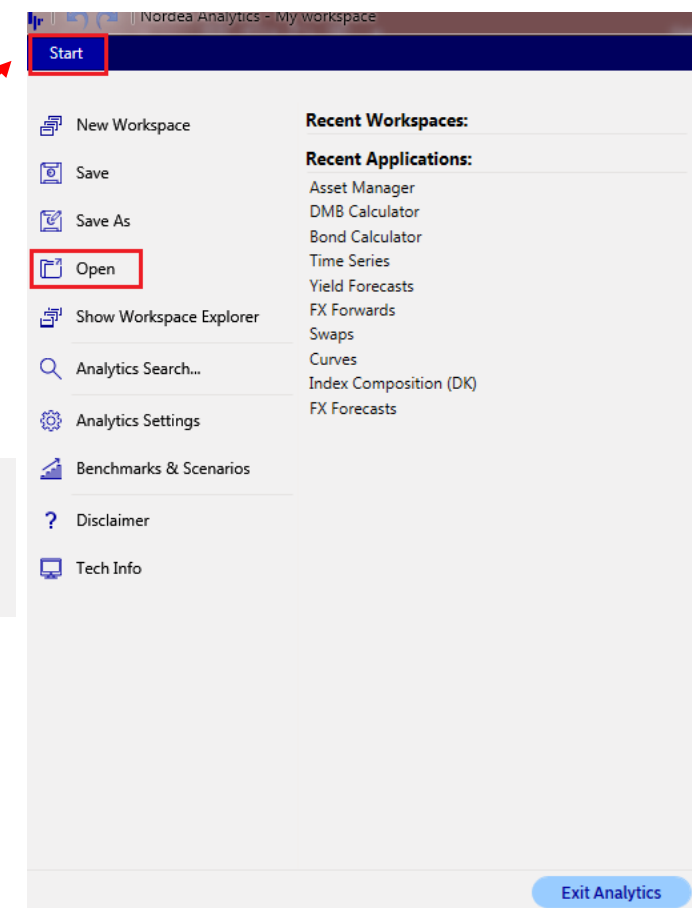 Nordea Analytics - My workspace
Start
New Workspace
Save
Save As
Open
Show Workspace Explorer
Analytics Search...
Analytics Settings
Benchmarks & Scenarios
? Disclaimer
Tech Info
Recent Workspaces:
Recent Applications:
Asset Manager
DMB Calculator
Bond Calculator
Time Series
Yield Forecasts
FX Forwards
Swaps
Curves
Index Composition (DK)
FX Forecasts
Exit Analytics